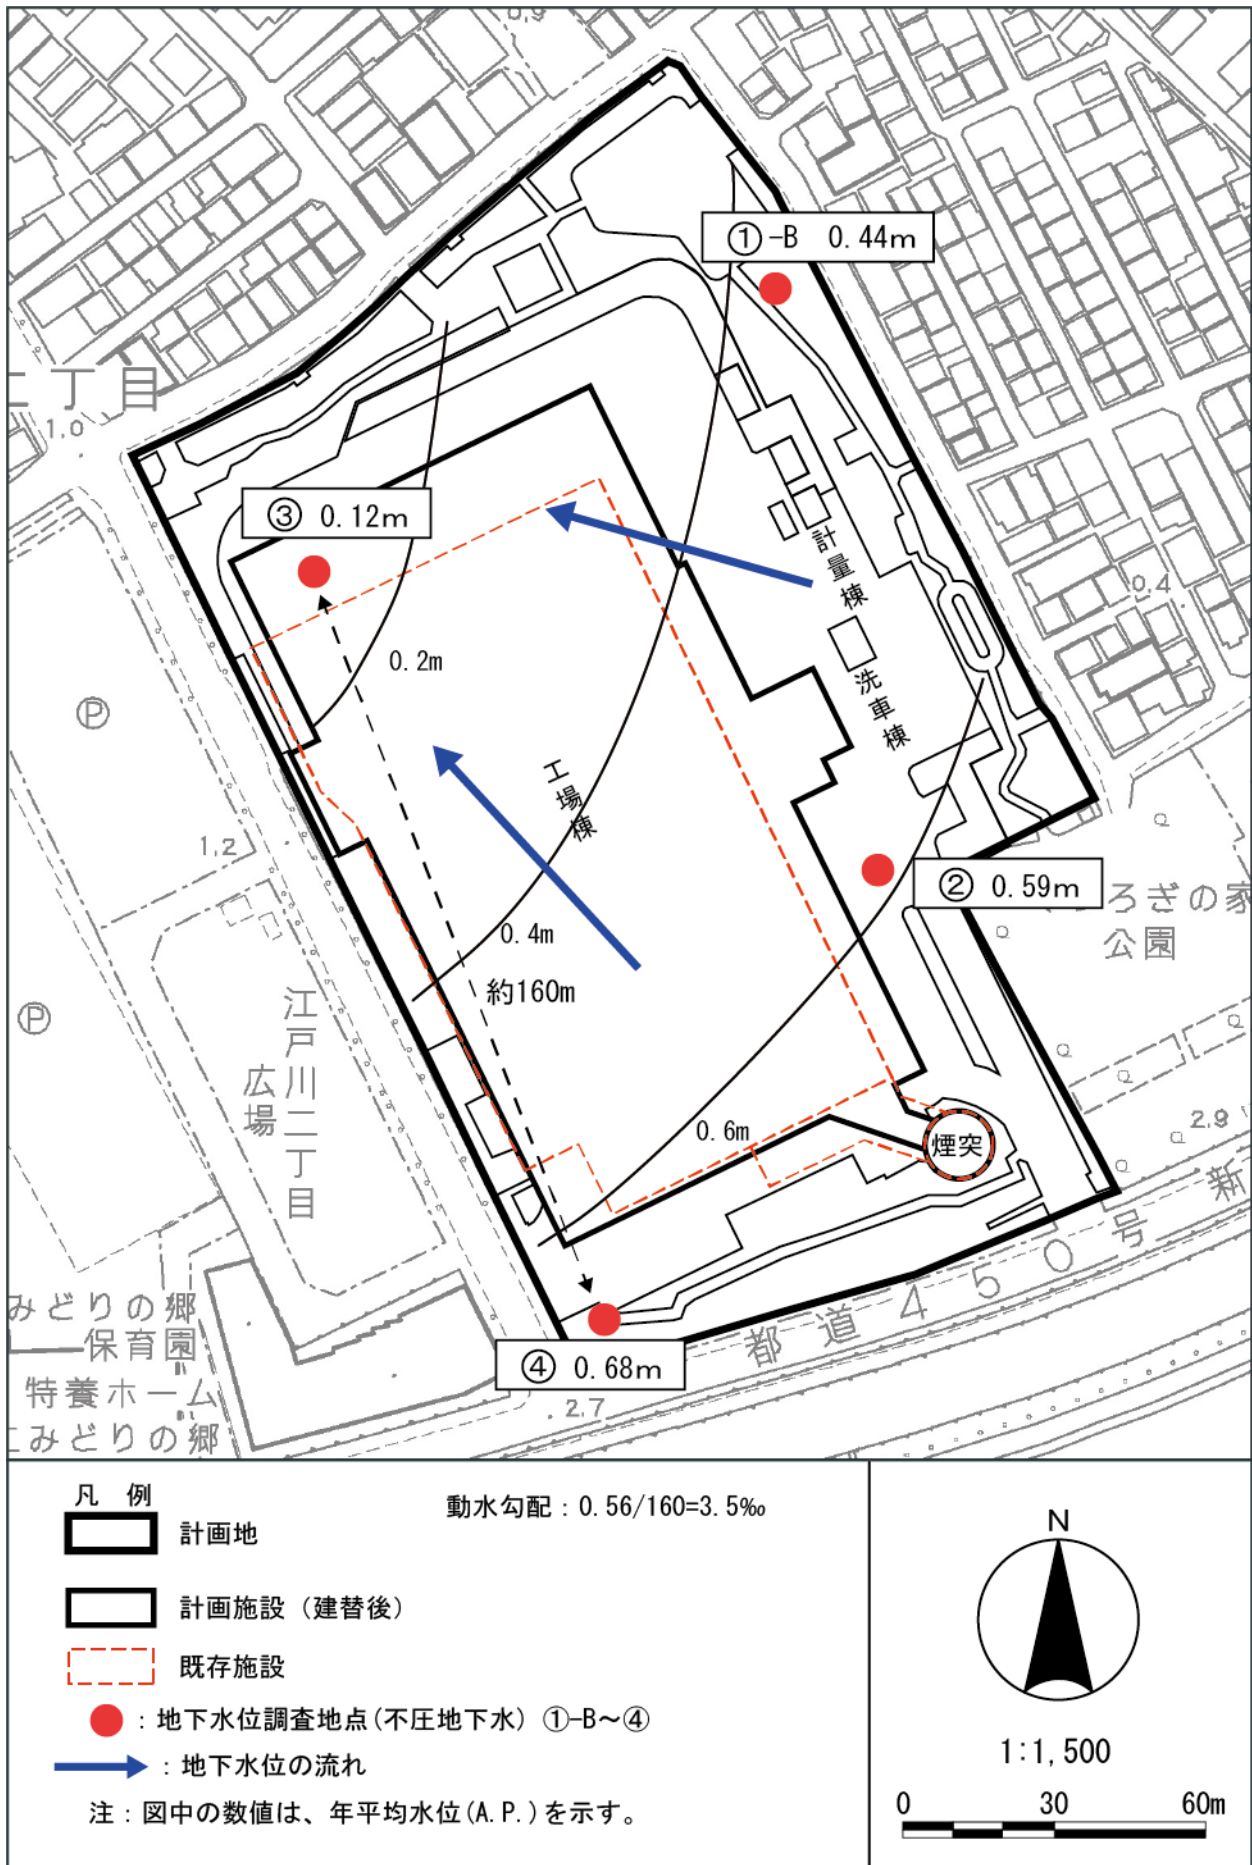 0.9
①-B 0.44m
二丁目
1.0
③ 0.12m
計量棟
0.4
0.2m
洗車棟
Ⓟ
工場棟
1.2
② 0.59m
ろぎの家
公園
0.4m
約160m
Ⓟ
江戸川二丁目
広場
0.6m
煙突
2.9
新
都道450号
みどりの郷
保育園
特養ホーム
みどりの郷
④ 0.68m
2.7
凡 例
動水勾配：0.56/160=3.5‰
計画地
計画施設（建替後）
既存施設
：地下水位調査地点(不圧地下水) ①-B～④
：地下水位の流れ
注：図中の数値は、年平均水位(A.P.)を示す。
N
1:1,500
0 30 60m